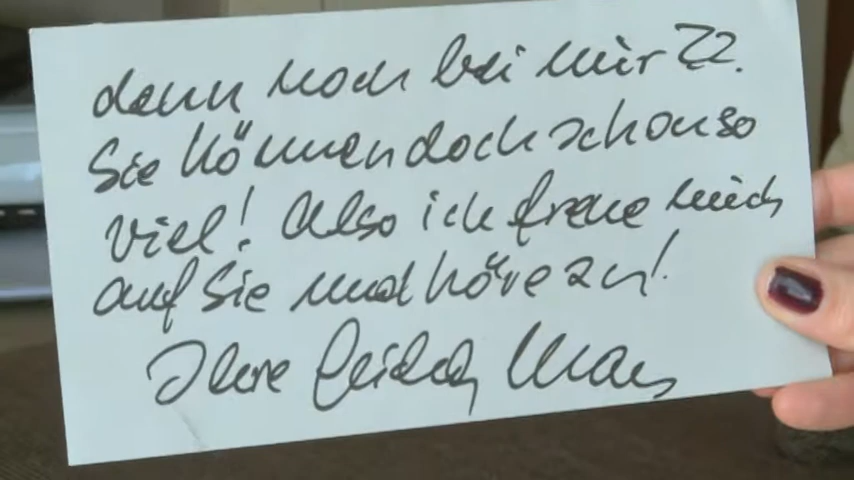 denn noch bei mir ??.
Sie können doch schon so
viel! Also ich freue mich
auf Sie und höre zu!
Ihre